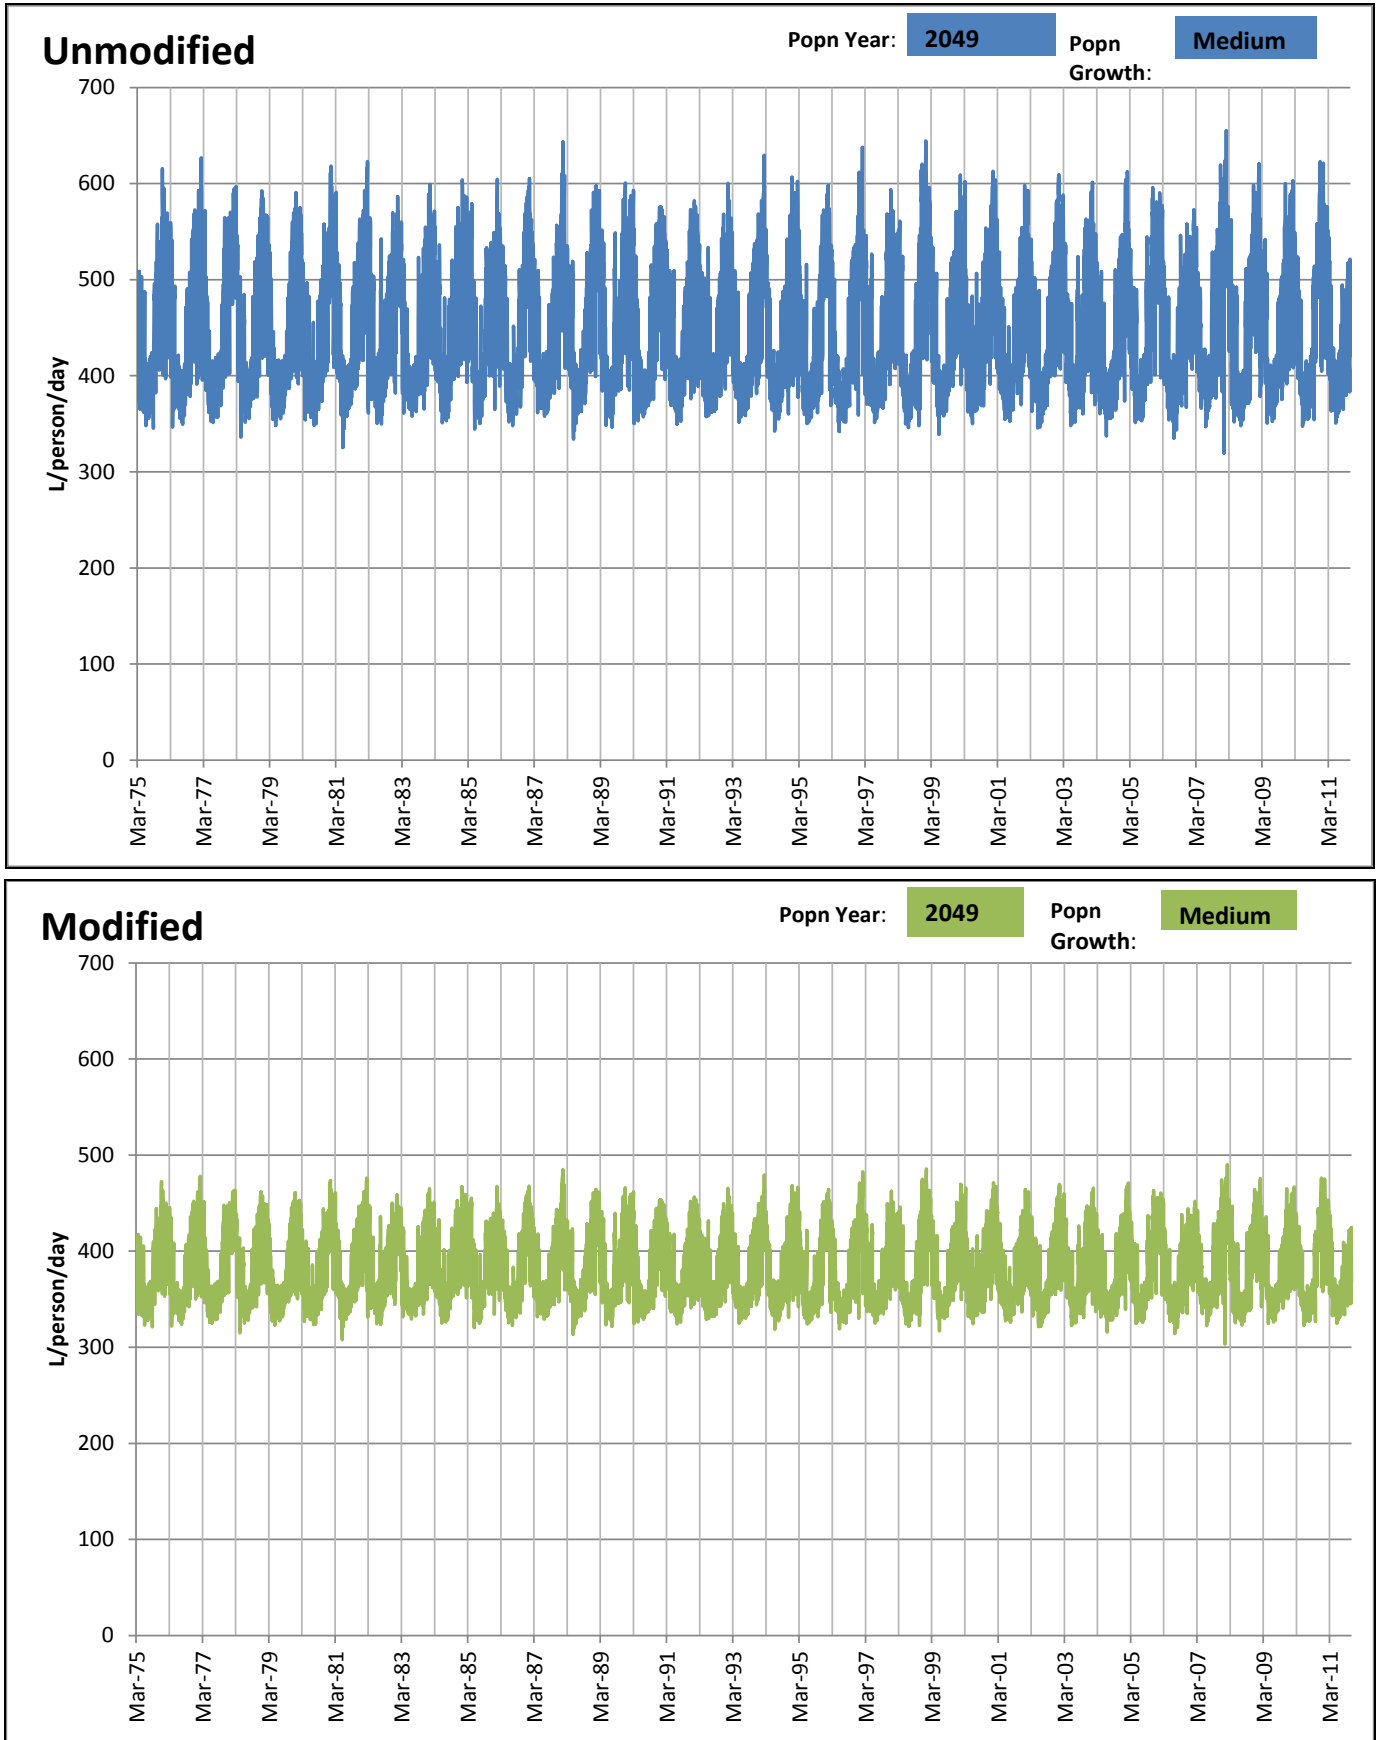 Unmodified
Popn Year: 2049 Popn Medium
Growth:
700
600
500
400
300
200
100
0
L/person/day
Mar-75 Mar-77 Mar-79 Mar-81 Mar-83 Mar-85 Mar-87 Mar-89 Mar-91 Mar-93 Mar-95 Mar-97 Mar-99 Mar-01 Mar-03 Mar-05 Mar-07 Mar-09 Mar-11
Modified
Popn Year: 2049 Popn Medium
Growth:
700
600
500
400
300
200
100
0
L/person/day
Mar-75 Mar-77 Mar-79 Mar-81 Mar-83 Mar-85 Mar-87 Mar-89 Mar-91 Mar-93 Mar-95 Mar-97 Mar-99 Mar-01 Mar-03 Mar-05 Mar-07 Mar-09 Mar-11